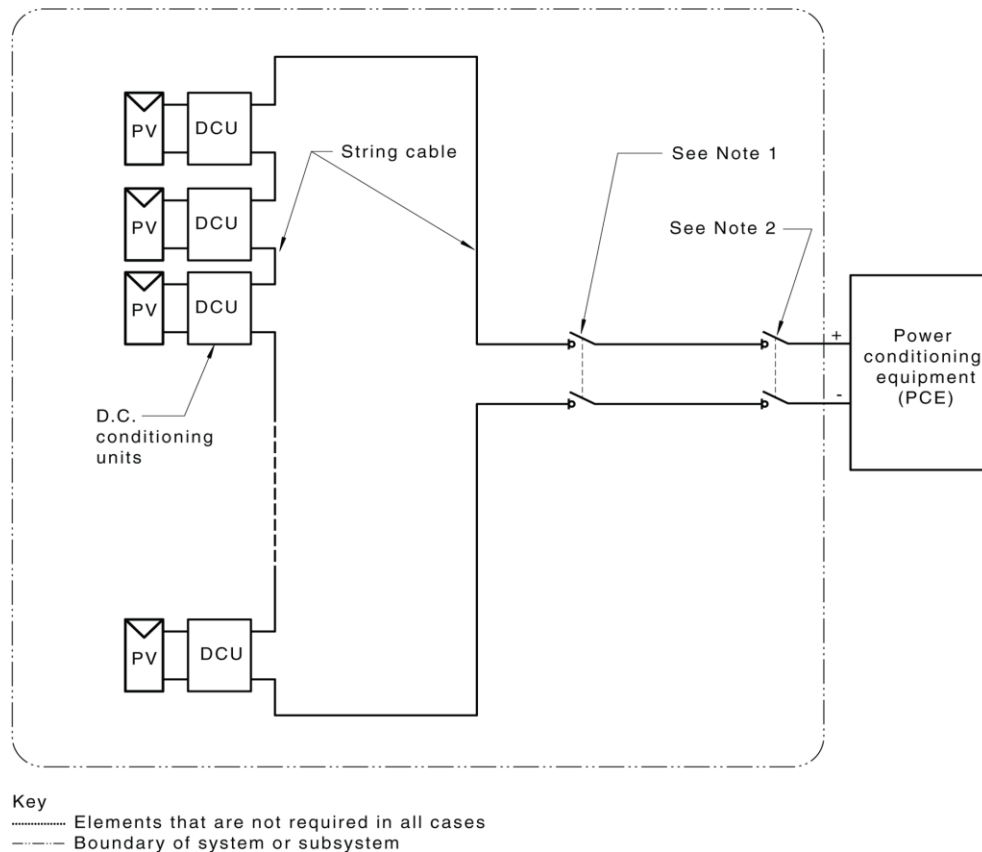 PV
DCU
String cable
See Note 1
PV
DCU
See Note 2
PV
DCU
+
Power
conditioning
equipment
(PCE)
-
D.C.
conditioning
units
PV
DCU
Key
Elements that are not required in all cases
Boundary of system or subsystem